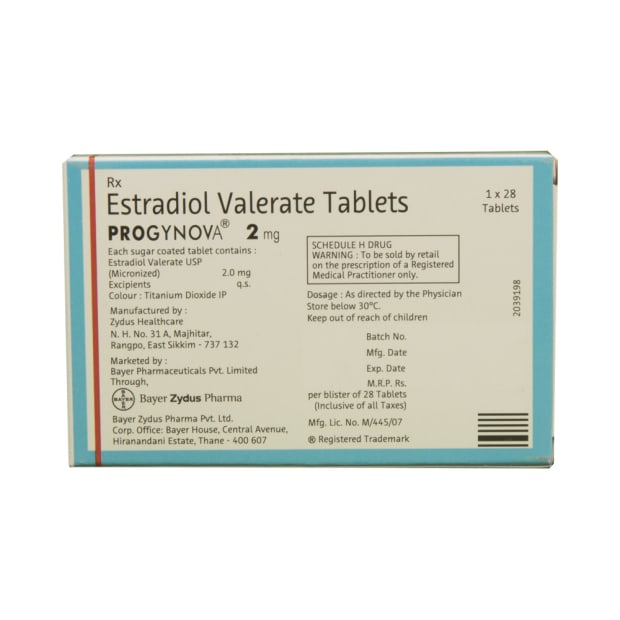 Rx
Estradiol Valerate Tablets
PROGYNOVA® 2 mg
1 x 28
Tablets
Each sugar coated tablet contains :
Estradiol Valerate USP
(Micronized) 2.0 mg
Excipients q.s.
Colour : Titanium Dioxide IP
Manufactured by :
Zydus Healthcare
N. H. No. 31 A, Majhitar,
Rangpo, East Sikkim - 737 132
Marketed by :
Bayer Pharmaceuticals Pvt. Limited
Through,
BAYER
Bayer Zydus Pharma
Bayer Zydus Pharma Pvt. Ltd.
Corp. Office: Bayer House, Central Avenue,
Hiranandani Estate, Thane - 400 607
SCHEDULE H DRUG
WARNING : To be sold by retail
on the prescription of a Registered
Medical Practitioner only.
Dosage : As directed by the Physician
Store below 30°C.
Keep out of reach of children
Batch No.
Mfg. Date
Exp. Date
M.R.P. Rs.
per blister of 28 Tablets
(Inclusive of all Taxes)
Mfg. Lic. No. M/445/07
® Registered Trademark
2039198